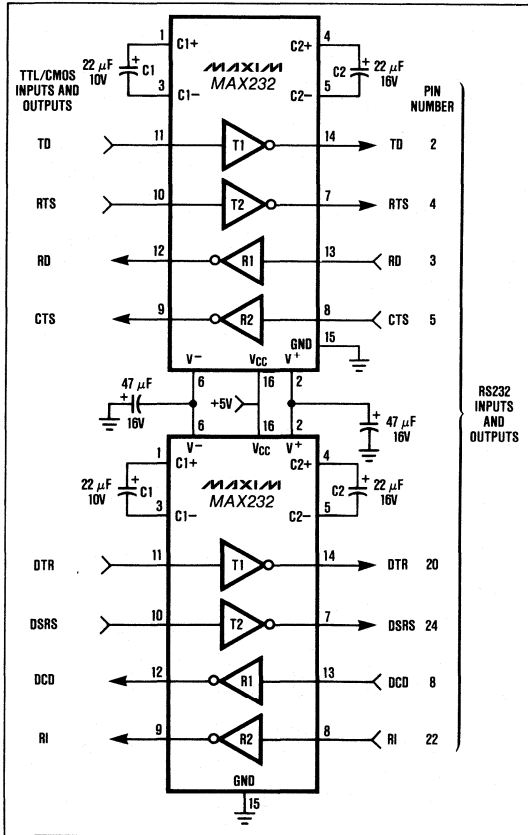 1 C1+ C2+ 4
22 μF 10V + C1
C2 + 22 μF 16V
MAXIM
MAX232
3 C1− C2− 5
TTL/CMOS INPUTS AND OUTPUTS
PIN NUMBER
TD 11 T1 14 TD 2
RTS 10 T2 7 RTS 4
RD 12 R1 13 RD 3
CTS 9 R2 8 CTS 5
GND 15
V− VCC V+
6 16 2
47 μF + 16V
+5V
+ 47 μF 16V
RS232 INPUTS AND OUTPUTS
6 16 2
V− VCC V+
1 C1+ C2+ 4
22 μF 10V + C1
C2 + 22 μF 16V
MAXIM
MAX232
3 C1− C2− 5
DTR 11 T1 14 DTR 20
DSRS 10 T2 7 DSRS 24
DCD 12 R1 13 DCD 8
RI 9 R2 8 RI 22
GND
15